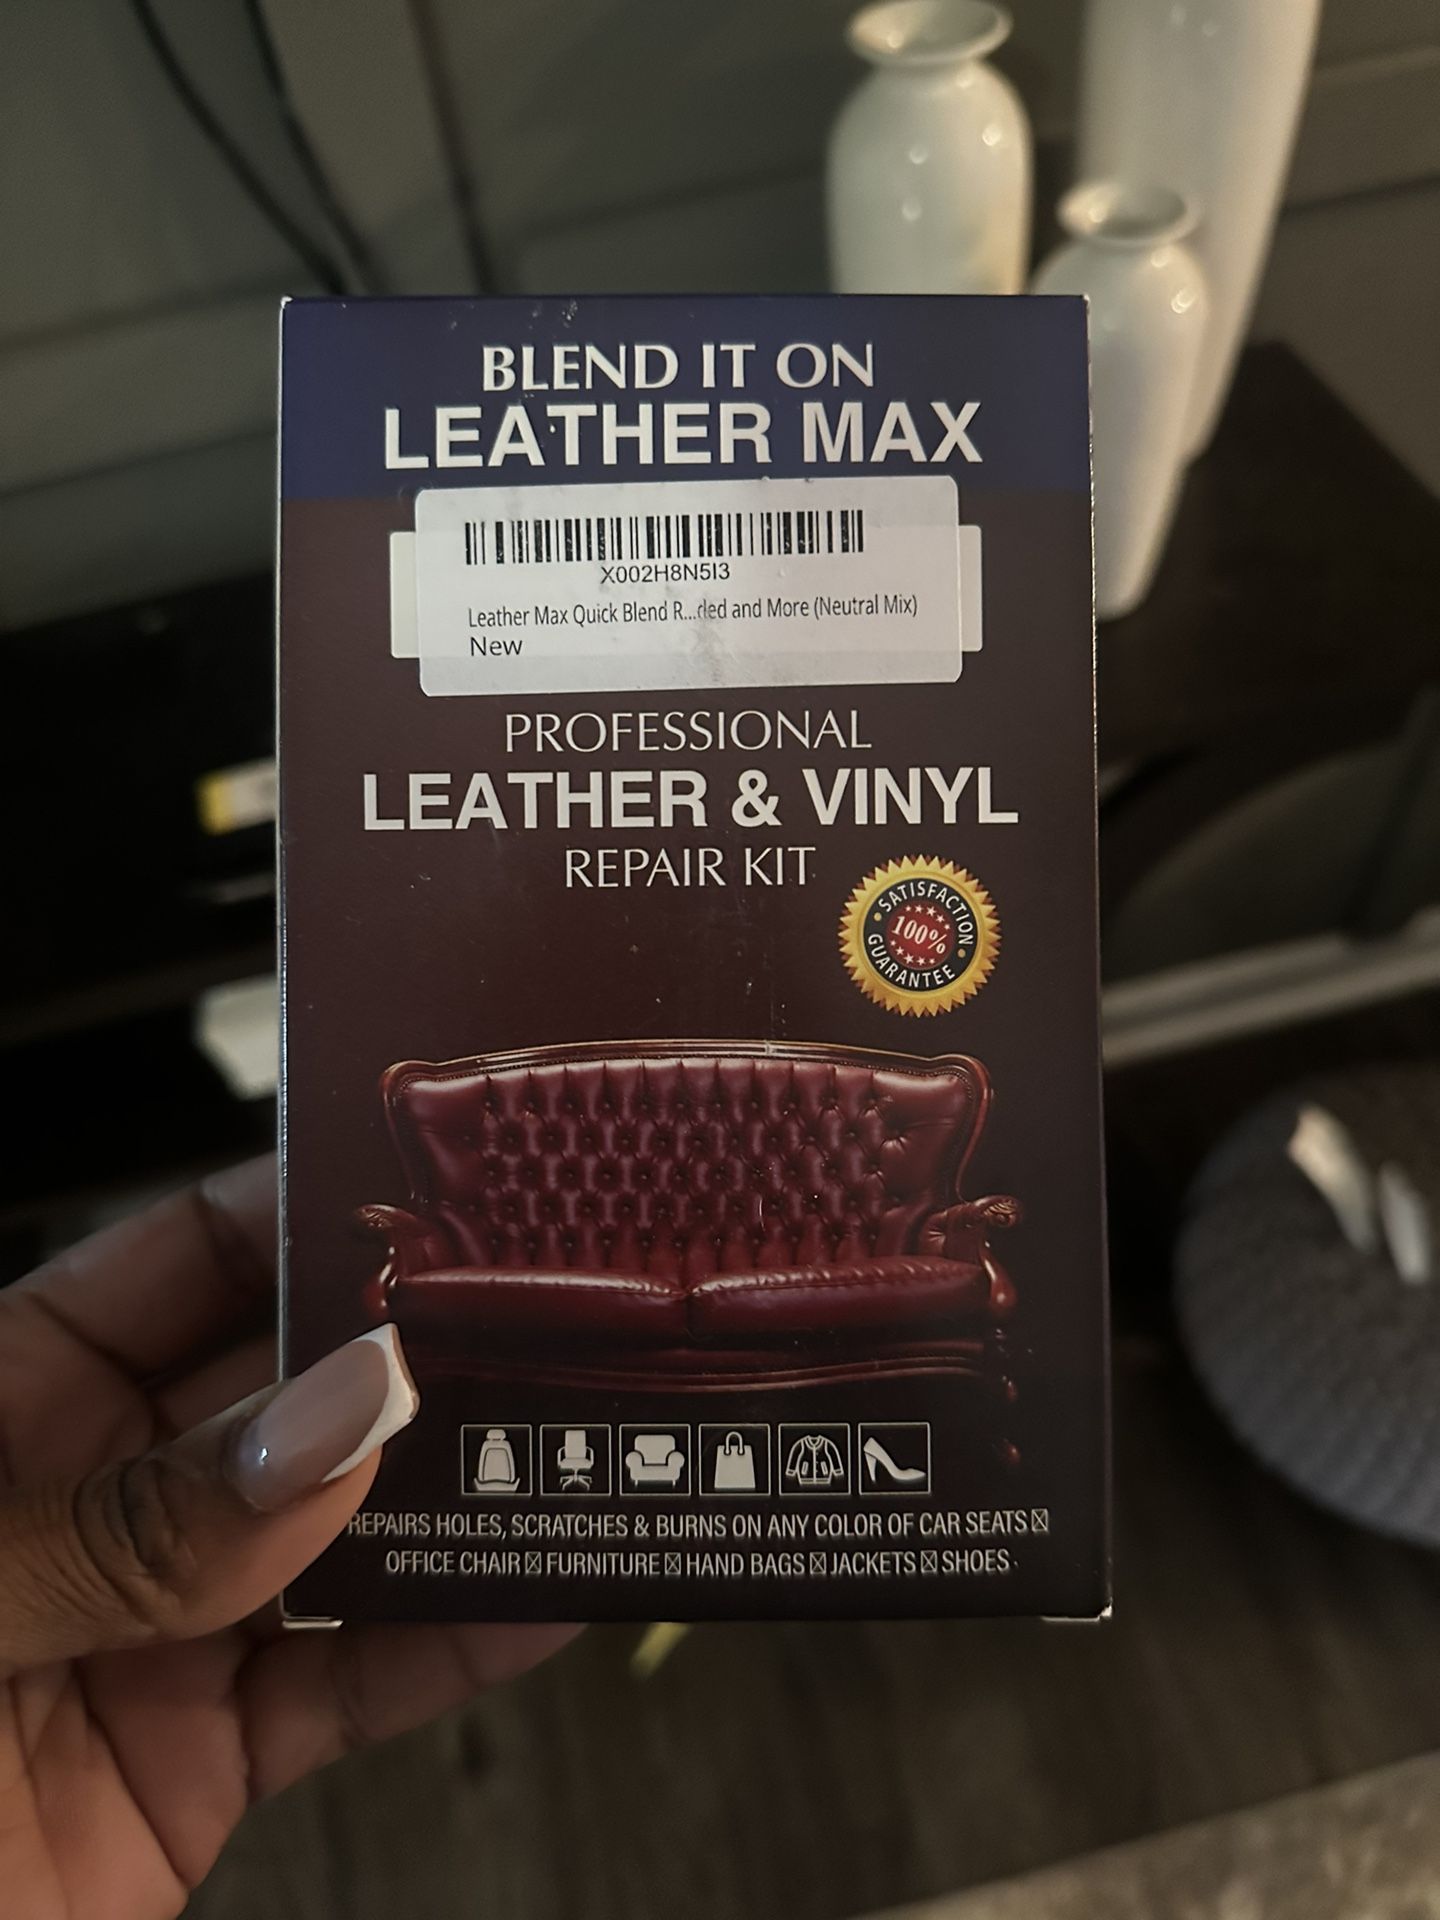 BLEND IT ON
LEATHER MAX
X002H8N5I3
Leather Max Quick Blend R...ded and More (Neutral Mix)
New
PROFESSIONAL
LEATHER & VINYL
REPAIR KIT
SATISFACTION
100%
GUARANTEE
REPAIRS HOLES, SCRATCHES & BURNS ON ANY COLOR OF CAR SEATS☒
OFFICE CHAIR☒FURNITURE☒HAND BAGS☒JACKETS☒SHOES.